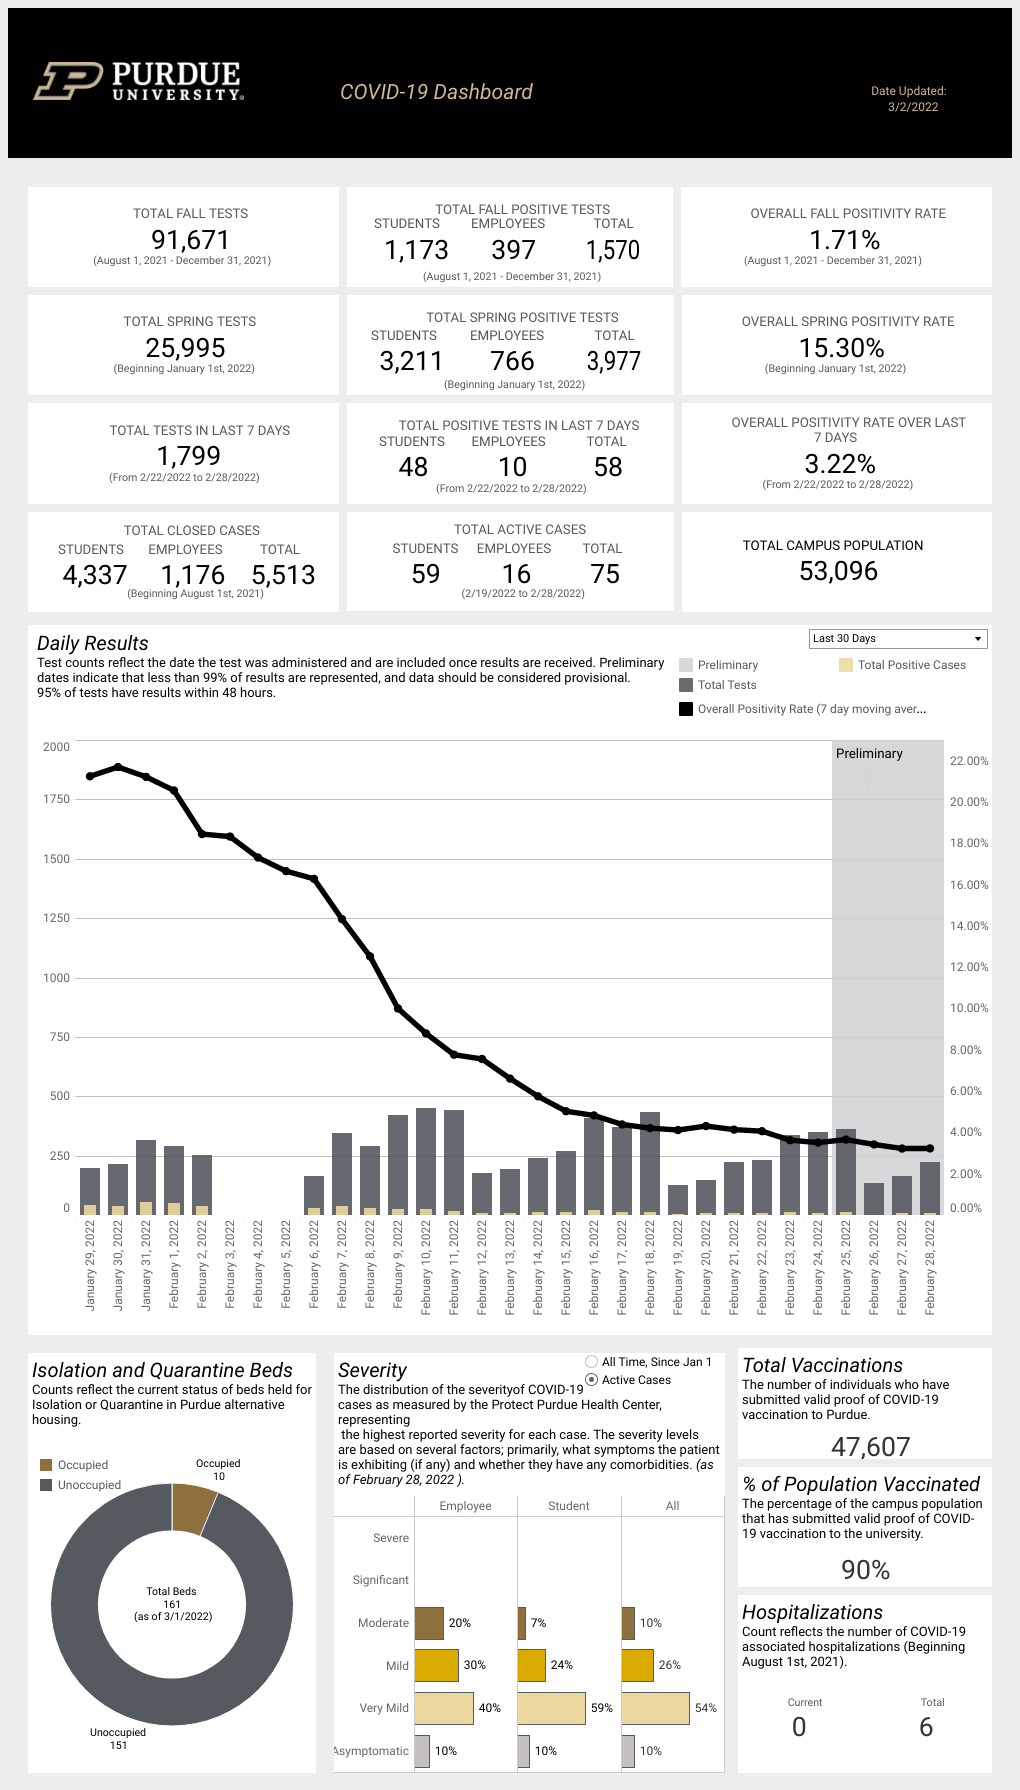 PURDUE
UNIVERSITY®
COVID-19 Dashboard
Date Updated:
3/2/2022
TOTAL FALL TESTS
91,671
(August 1, 2021 - December 31, 2021)
TOTAL FALL POSITIVE TESTS
STUDENTS EMPLOYEES TOTAL
1,173 397 1,570
(August 1, 2021 - December 31, 2021)
OVERALL FALL POSITIVITY RATE
1.71%
(August 1, 2021 - December 31, 2021)
TOTAL SPRING TESTS
25,995
(Beginning January 1st, 2022)
TOTAL SPRING POSITIVE TESTS
STUDENTS EMPLOYEES TOTAL
3,211 766 3,977
(Beginning January 1st, 2022)
OVERALL SPRING POSITIVITY RATE
15.30%
(Beginning January 1st, 2022)
TOTAL TESTS IN LAST 7 DAYS
1,799
(From 2/22/2022 to 2/28/2022)
TOTAL POSITIVE TESTS IN LAST 7 DAYS
STUDENTS EMPLOYEES TOTAL
48 10 58
(From 2/22/2022 to 2/28/2022)
OVERALL POSITIVITY RATE OVER LAST
7 DAYS
3.22%
(From 2/22/2022 to 2/28/2022)
TOTAL CLOSED CASES
STUDENTS EMPLOYEES TOTAL
4,337 1,176 5,513
(Beginning August 1st, 2021)
TOTAL ACTIVE CASES
STUDENTS EMPLOYEES TOTAL
59 16 75
(2/19/2022 to 2/28/2022)
TOTAL CAMPUS POPULATION
53,096
Daily Results
Test counts reflect the date the test was administered and are included once results are received. Preliminary
dates indicate that less than 99% of results are represented, and data should be considered provisional.
95% of tests have results within 48 hours.
Last 30 Days
Preliminary Total Positive Cases
Total Tests
Overall Positivity Rate (7 day moving aver...
Preliminary
2000
1750
1500
1250
1000
750
500
250
0
22.00%
20.00%
18.00%
16.00%
14.00%
12.00%
10.00%
8.00%
6.00%
4.00%
2.00%
0.00%
January 29, 2022
January 30, 2022
January 31, 2022
February 1, 2022
February 2, 2022
February 3, 2022
February 4, 2022
February 5, 2022
February 6, 2022
February 7, 2022
February 8, 2022
February 9, 2022
February 10, 2022
February 11, 2022
February 12, 2022
February 13, 2022
February 14, 2022
February 15, 2022
February 16, 2022
February 17, 2022
February 18, 2022
February 19, 2022
February 20, 2022
February 21, 2022
February 22, 2022
February 23, 2022
February 24, 2022
February 25, 2022
February 26, 2022
February 27, 2022
February 28, 2022
Isolation and Quarantine Beds
Counts reflect the current status of beds held for
Isolation or Quarantine in Purdue alternative
housing.
Occupied
Unoccupied
Occupied
10
Total Beds
161
(as of 3/1/2022)
Unoccupied
151
Severity
All Time, Since Jan 1
Active Cases
The distribution of the severityof COVID-19
cases as measured by the Protect Purdue Health Center,
representing
the highest reported severity for each case. The severity levels
are based on several factors; primarily, what symptoms the patient
is exhibiting (if any) and whether they have any comorbidities. (as
of February 28, 2022 ).
Employee Student All
Severe
Significant
Moderate 20% 7% 10%
Mild 30% 24% 26%
Very Mild 40% 59% 54%
Asymptomatic 10% 10% 10%
Total Vaccinations
The number of individuals who have
submitted valid proof of COVID-19
vaccination to Purdue.
47,607
% of Population Vaccinated
The percentage of the campus population
that has submitted valid proof of COVID-
19 vaccination to the university.
90%
Hospitalizations
Count reflects the number of COVID-19
associated hospitalizations (Beginning
August 1st, 2021).
Current Total
0 6